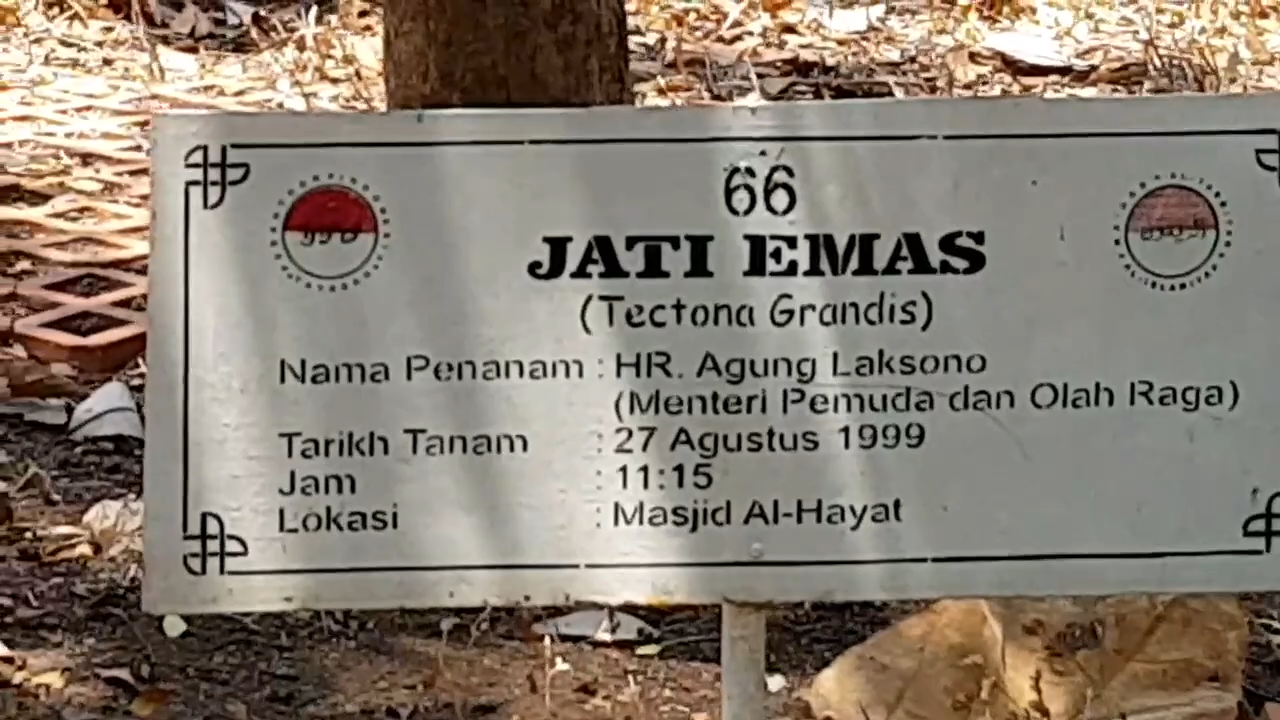 66
JATI EMAS
(Tectona Grandis)
Nama Penanam : HR. Agung Laksono
(Menteri Pemuda dan Olah Raga)
Tarikh Tanam : 27 Agustus 1999
Jam : 11:15
Lokasi : Masjid Al-Hayat